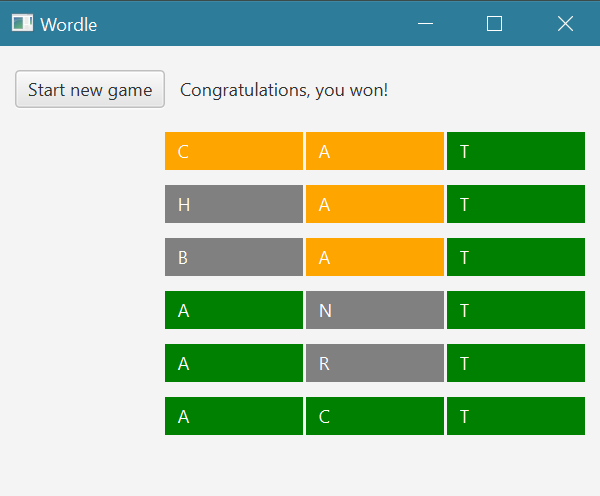 Wordle
Start new game Congratulations, you won!
C A T
H A T
B A T
A N T
A R T
A C T